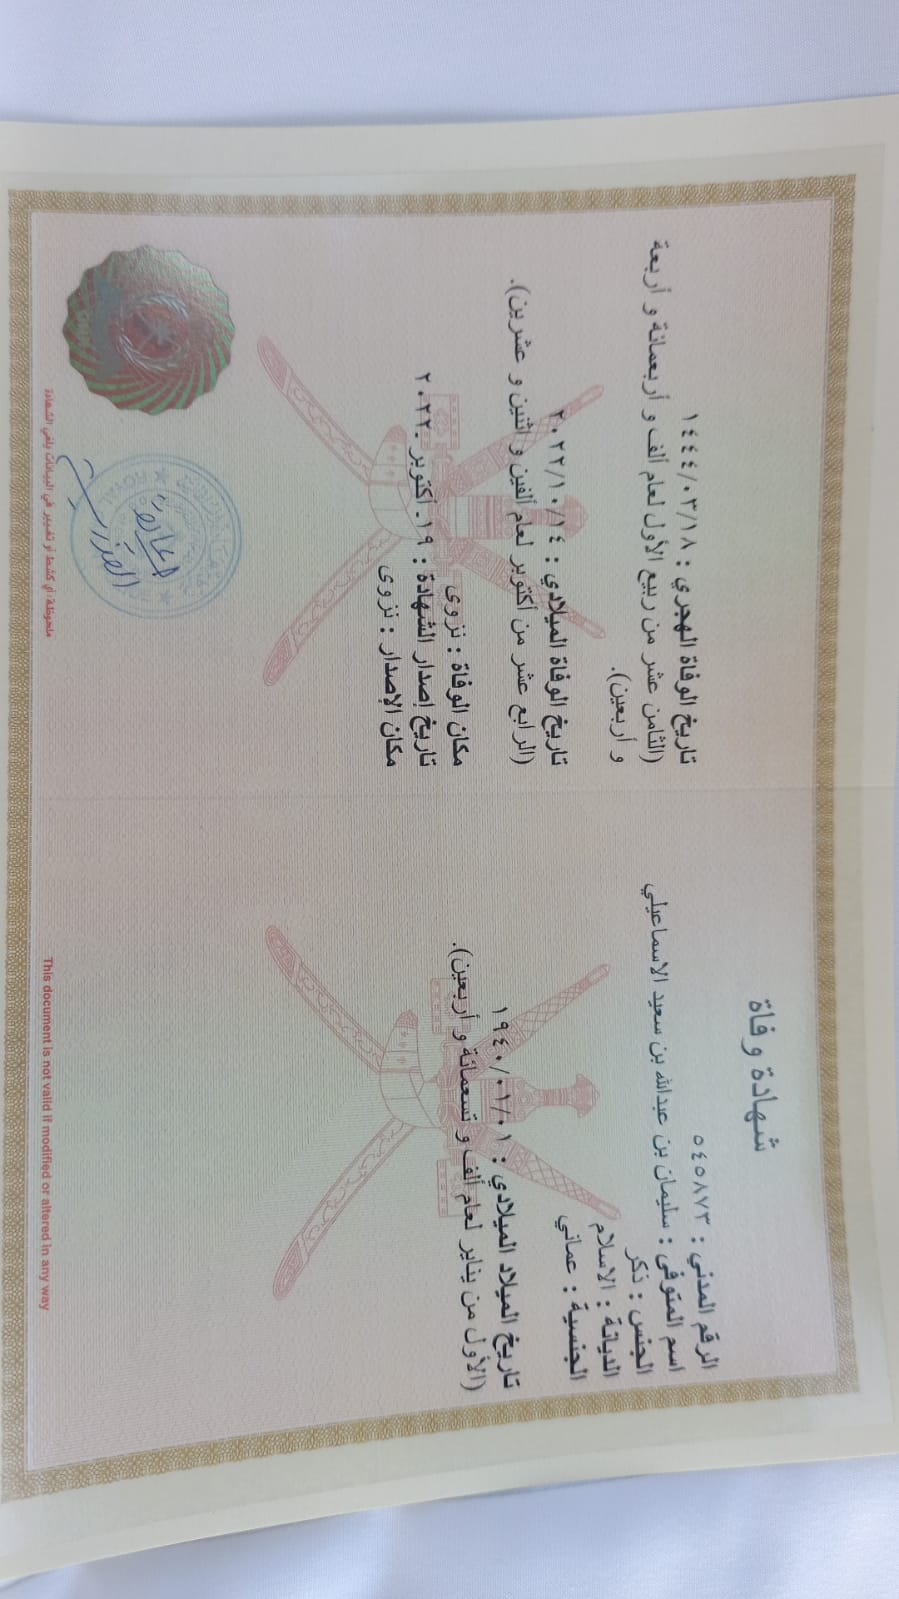 شهادة وفاة
الرقم المدني : ٥٤٥٨٧٣
اسم المتوفى : سليمان بن عبدالله بن سعيد الاسماعيلي
الجنس : ذكر
الديانة : الاسلام
الجنسية : عماني
تاريخ الميلاد الميلادي : ١٩٤٠/٠١/٠١
(الأول من يناير لعام ألف و تسعمائة و أربعين).
This document is not valid if modified or altered in any way
تاريخ الوفاة الهجري : ١٤٤٤/٠٣/١٨
(الثامن عشر من ربيع الأول لعام ألف و أربعمائة و أربعة
و أربعين).
تاريخ الوفاة الميلادي : ٢٠٢٢/١٠/١٤
(الرابع عشر من أكتوبر لعام ألفين و اثنين و عشرين).
مكان الوفاة : نزوى
تاريخ إصدار الشهادة : ١٩- أكتوبر -٢٠٢٢
مكان الإصدار : نزوى
ملحوظة: أي كشط أو تغيير في البيانات يلغي الشهادة